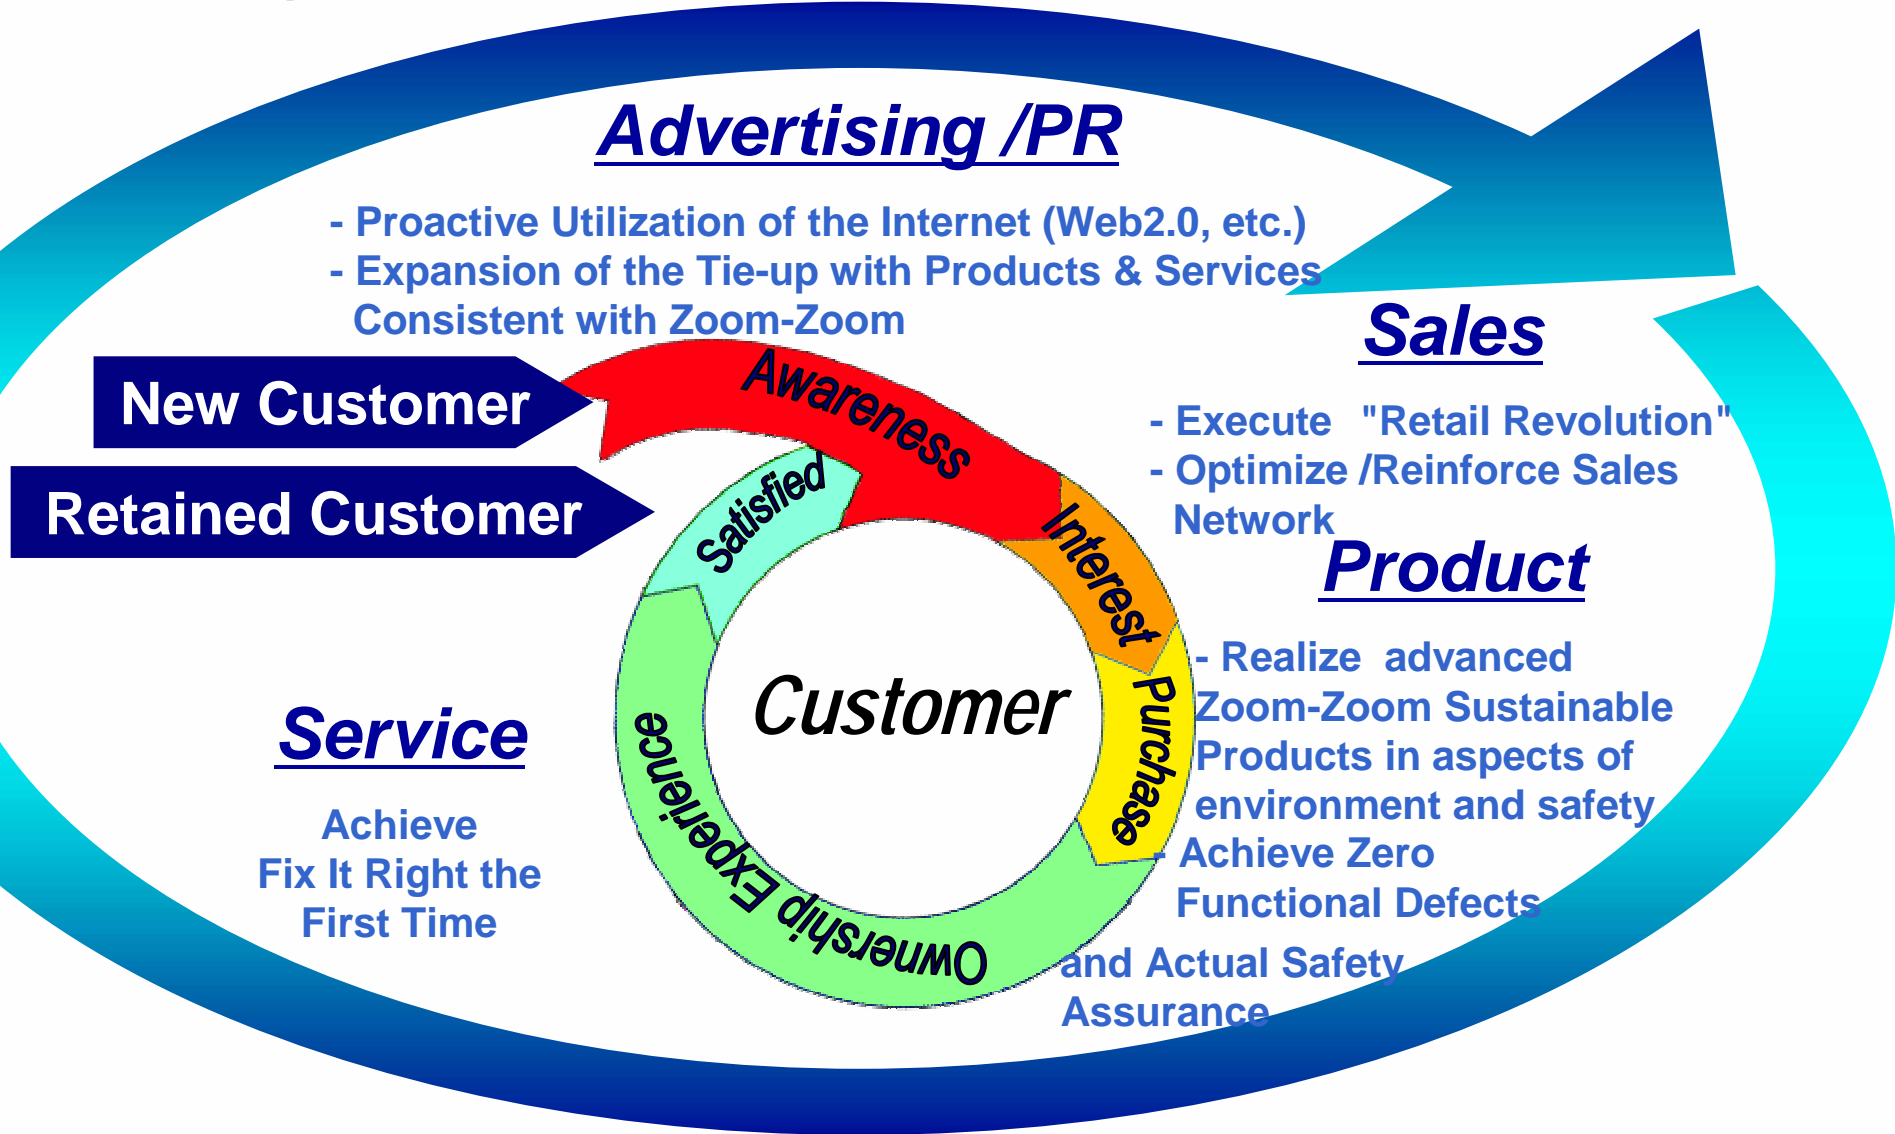 Advertising /PR
- Proactive Utilization of the Internet (Web2.0, etc.)
- Expansion of the Tie-up with Products & Services
Consistent with Zoom-Zoom
Sales
- Execute "Retail Revolution"
- Optimize /Reinforce Sales
Network
New Customer
Retained Customer
Awareness
Interest
Purchase
Ownership Experience
Satisfied
Customer
Product
- Realize advanced
Zoom-Zoom Sustainable
Products in aspects of
environment and safety
- Achieve Zero
Functional Defects
and Actual Safety
Assurance
Service
Achieve
Fix It Right the
First Time